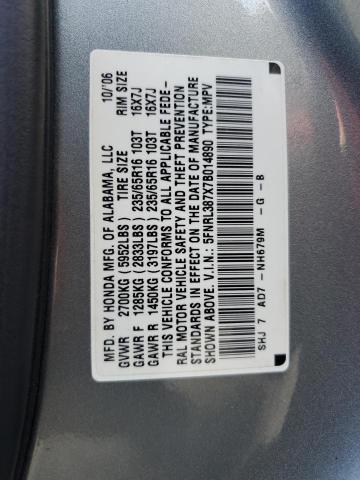 MFD. BY HONDA MFG. OF ALABAMA, LLC 10/'06
GVWR 2700KG (5952LBS) TIRE SIZE RIM SIZE
GAWR F 1285KG (2833LBS) 235/65R16 103T 16X7J
GAWR R 1450KG (3197LBS) 235/65R16 103T 16X7J
THIS VEHICLE CONFORMS TO ALL APPLICABLE FEDE-
RAL MOTOR VEHICLE SAFETY AND THEFT PREVENTION
STANDARDS IN EFFECT ON THE DATE OF MANUFACTURE
SHOWN ABOVE. V.I.N.: 5FNRL387X7B014890 TYPE:MPV
SHJ 7 AD7 - NH679M - G - B